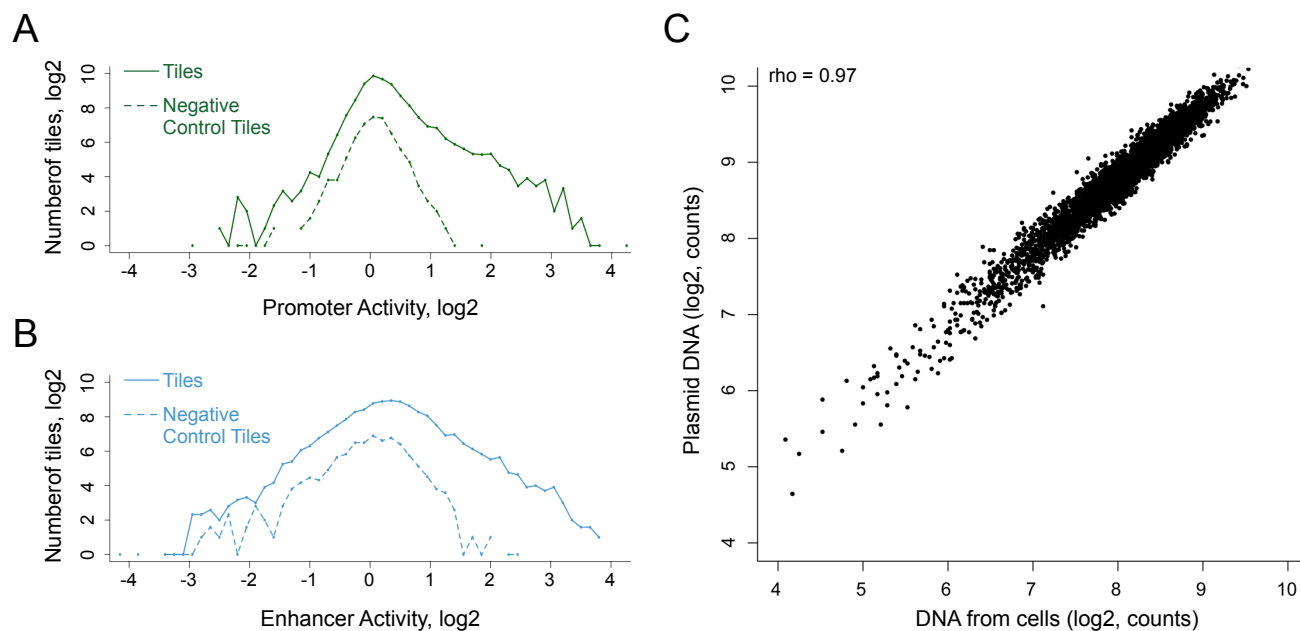 A
Numberof tiles, log2
10
8
6
4
2
0
Tiles
Negative
Control Tiles
-4 -3 -2 -1 0 1 2 3 4
Promoter Activity, log2
B
Numberof tiles, log2
10
8
6
4
2
0
Tiles
Negative
Control Tiles
-4 -3 -2 -1 0 1 2 3 4
Enhancer Activity, log2
C
rho = 0.97
Plasmid DNA (log2, counts)
10
9
8
7
6
5
4
4 5 6 7 8 9 10
DNA from cells (log2, counts)